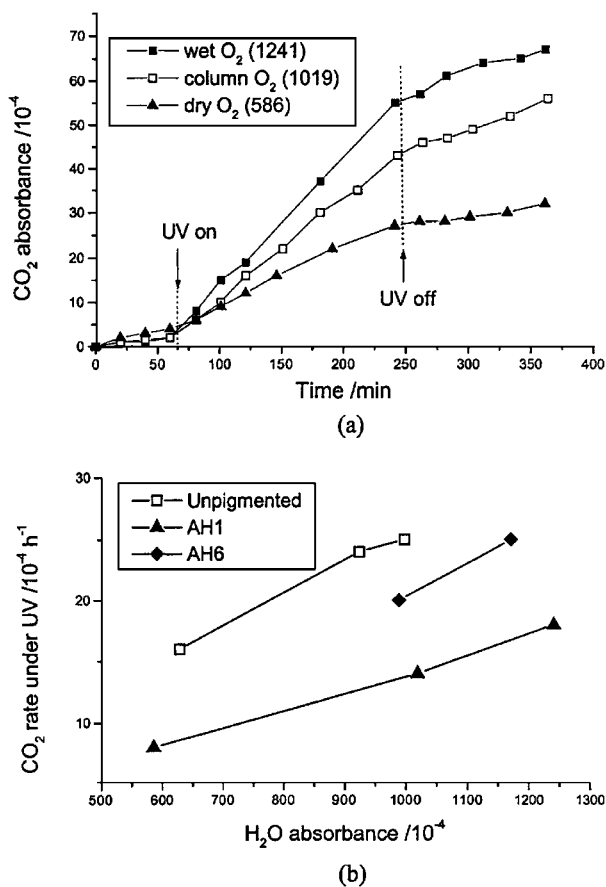 70
60
50
40
30
20
10
0
CO₂ absorbance /10⁻⁴
wet O₂ (1241)
column O₂ (1019)
dry O₂ (586)
UV on
UV off
0 50 100 150 200 250 300 350 400
Time /min
(a)
30
20
10
CO₂ rate under UV /10⁻⁴ h⁻¹
Unpigmented
AH1
AH6
500 600 700 800 900 1000 1100 1200 1300
H₂O absorbance /10⁻⁴
(b)